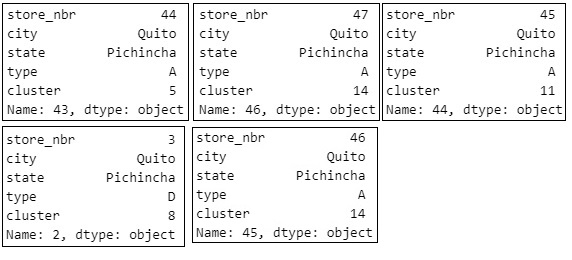 store_nbr 44
city Quito
state Pichincha
type A
cluster 5
Name: 43, dtype: object
store_nbr 47
city Quito
state Pichincha
type A
cluster 14
Name: 46, dtype: object
store_nbr 45
city Quito
state Pichincha
type A
cluster 11
Name: 44, dtype: object
store_nbr 3
city Quito
state Pichincha
type D
cluster 8
Name: 2, dtype: object
store_nbr 46
city Quito
state Pichincha
type A
cluster 14
Name: 45, dtype: object